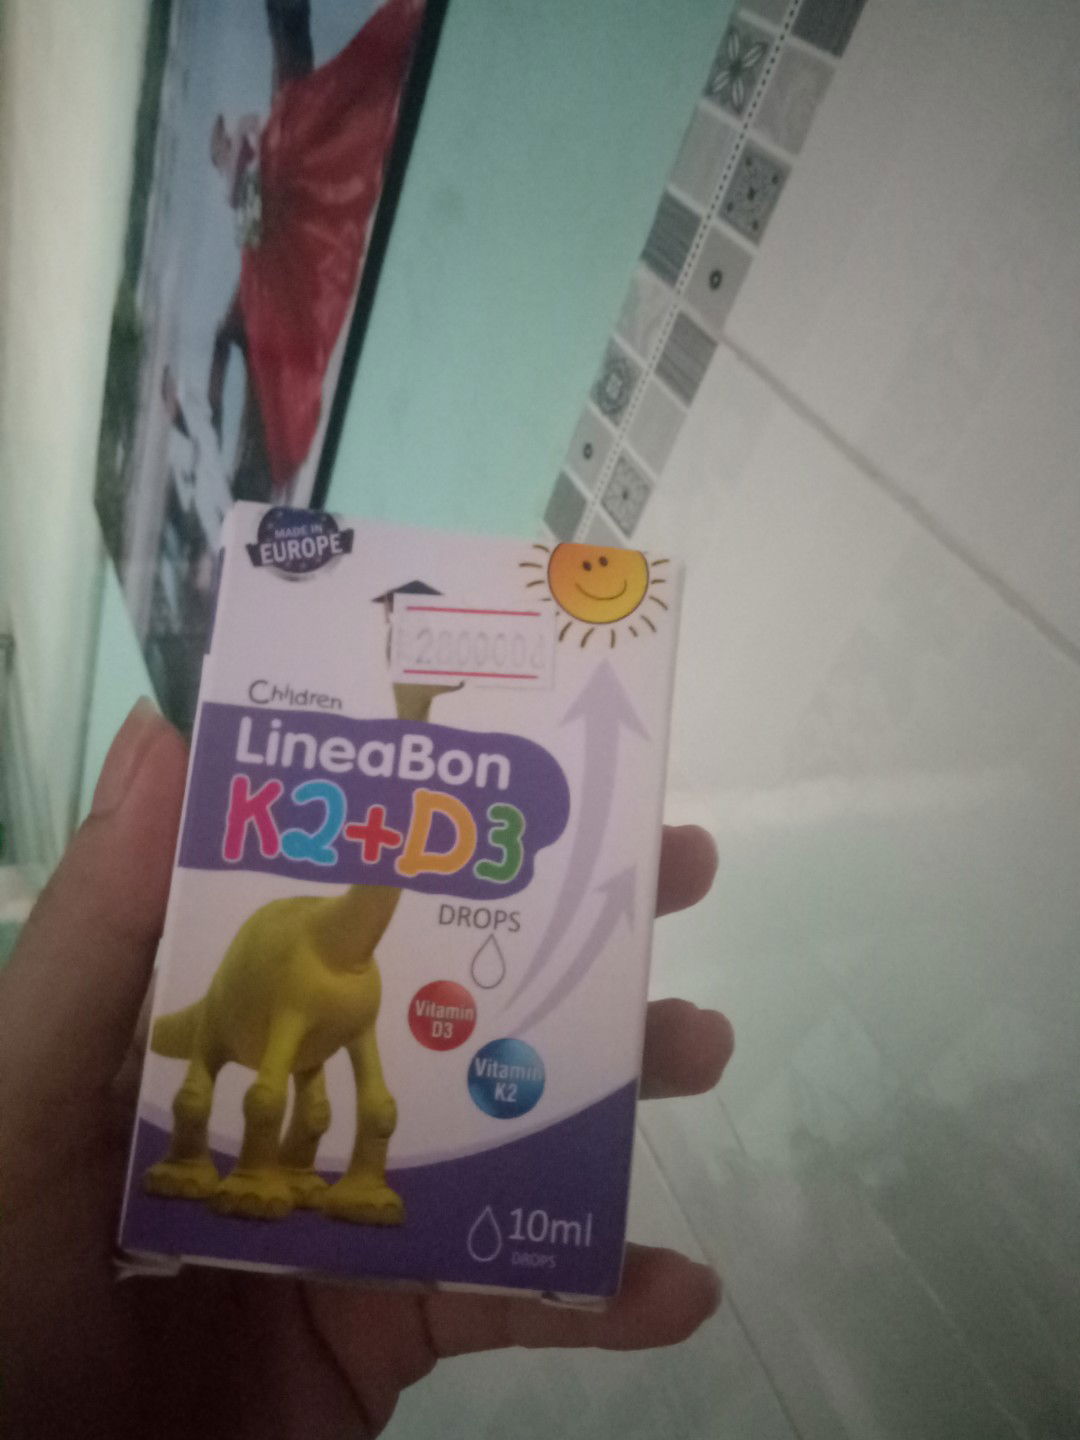 MADE IN
EUROPE
280000đ
Children
LineaBon
K2+D3
DROPS
Vitamin
D3
Vitamin
K2
10ml
DROPS